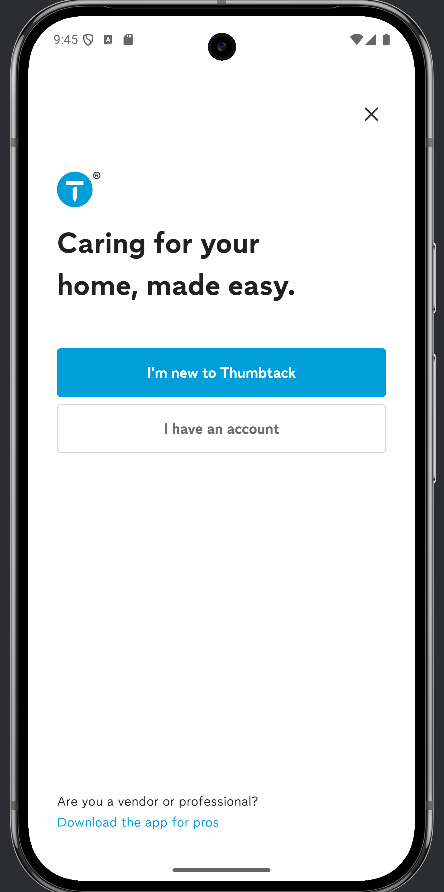 9:45
®
Caring for your
home, made easy.
I'm new to Thumbtack
I have an account
Are you a vendor or professional?
Download the app for pros